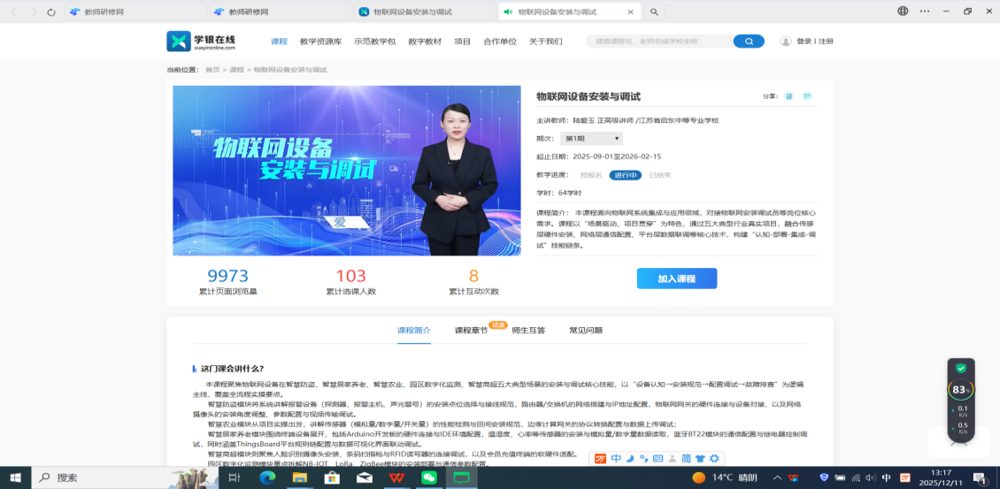 教师研修网
教师研修网
物联网设备安装与调试
物联网设备安装与调试
学银在线
xueyinonline.com
课程 教学资源库 示范教学包 数字教材 项目 合作单位 关于我们
搜索课程名、老师名或学校全称
登录 | 注册
当前位置： 首页 > 课程 > 物联网设备安装与调试
物联网设备
安装与调试
爱
物联网设备安装与调试
分享：
主讲教师：陆爱玉 正高级讲师 /江苏省启东中等专业学校
期次： 第1期
起止日期：2025-09-01至2026-02-15
教学进度： 预报名 进行中 已结束
学时：64学时
课程简介： 本课程面向物联网系统集成与应用领域，对接物联网安装调试员等岗位核心
需求。课程以“场景驱动、项目贯穿”为特色，通过五大典型行业真实项目，融合传感
层硬件安装、网络层通信配置、平台层数据联调等核心技术，构建“认知-部署-集成-调
试”技能链条。
9973
累计页面浏览量
103
累计选课人数
8
累计互动次数
加入课程
课程简介 课程章节 试读 师生互答 常见问题
这门课会讲什么？
本课程聚焦物联网设备在智慧防盗、智慧居家养老、智慧农业、园区数字化监测、智慧商超五大典型场景的安装与调试核心技能，以“设备认知→安装规范→配置调试→故障排查”为逻辑
主线，覆盖全流程实操要点。
智慧防盗模块将系统讲解报警设备（探测器、报警主机、声光警号）的安装点位选择与接线规范，路由器/交换机的网络搭建与IP地址配置，物联网网关的硬件连接与设备对接，以及网络
摄像头的安装角度调整、参数配置与视频传输调试。
智慧农业模块从项目实操出发，讲解传感器（模拟量/数字量/开关量）的性能检测与田间安装规范，边缘计算网关的协议转换配置与数据上传调试；
智慧居家养老模块围绕终端设备展开，包括Arduino开发板的硬件连接与IDE环境配置，温湿度、心率等传感器的安装与模拟量/数字量数据读取，蓝牙BT22模块的通信配置与继电器控制调
试，同时涵盖ThingsBoard平台规则链配置与数据可视化界面联动调试。
智慧商超模块则聚焦人脸识别摄像头安装、条码扫描枪与RFID读写器的连接调试，以及会员充值终端的软硬件适配。
园区数字化监测模块重点拆解NB-IOT、LoRa、ZigBee模块的安装部署与通信参数配置。
83%
0.1
K/s
0.5
K/s
中 简
搜索
14°C 晴朗
中
13:17
2025/12/11
1